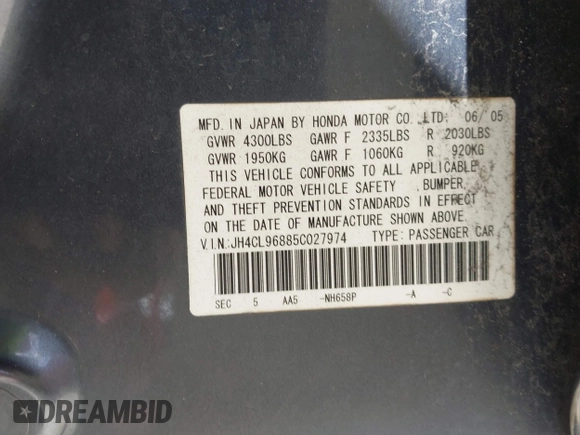 MFD. IN JAPAN BY HONDA MOTOR CO., LTD. 06/05
GVWR 4300LBS GAWR F 2335LBS R 2030LBS
GVWR 1950KG GAWR F 1060KG R 920KG
THIS VEHICLE CONFORMS TO ALL APPLICABLE
FEDERAL MOTOR VEHICLE SAFETY, BUMPER,
AND THEFT PREVENTION STANDARDS IN EFFECT
ON THE DATE OF MANUFACTURE SHOWN ABOVE.
V.I.N:JH4CL96885C027974 TYPE: PASSENGER CAR
SEC 5 AA5 -NH658P -A -C
DREAMBID